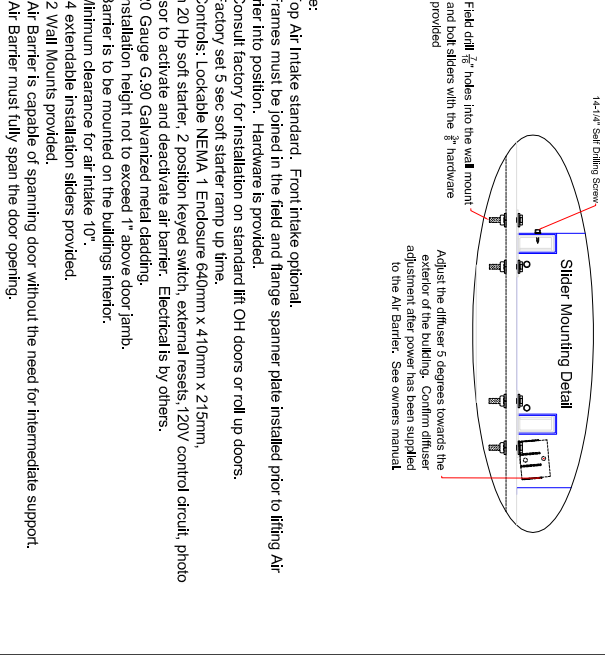 14-1/4" Self Drilling Screw
Slider Mounting Detail
Field drill 7/16" holes into the wall mount
and bolt sliders with the 3/8" hardware
provided
Adjust the diffuser 5 degrees towards the
exterior of the building. Confirm diffuser
adjustment after power has been supplied
to the Air Barrier. See owners manual.
e:
op Air Intake standard. Front intake optional.
rames must be joined in the field and flange spanner plate installed prior to lifting Air
rier into position. Hardware is provided.
onsult factory for installation on standard lift OH doors or roll up doors.
actory set 5 sec soft starter ramp up time.
ontrols: Lockable NEMA 1 Enclosure 640mm x 410mm x 215mm,
h 20 Hp soft starter, 2 position keyed switch, external resets,120V control circuit, photo
sor to activate and deactivate air barrier. Electrical is by others.
20 Gauge G.90 Galvanized metal cladding.
nstallation height not to exceed 1" above door jamb.
Barrier is to be mounted on the buildings interior.
Minimum clearance for air intake 10".
4 extendable installation sliders provided.
2 Wall Mounts provided.
Air Barrier is capable of spanning door without the need for intermediate support.
Air Barrier must fully span the door opening.